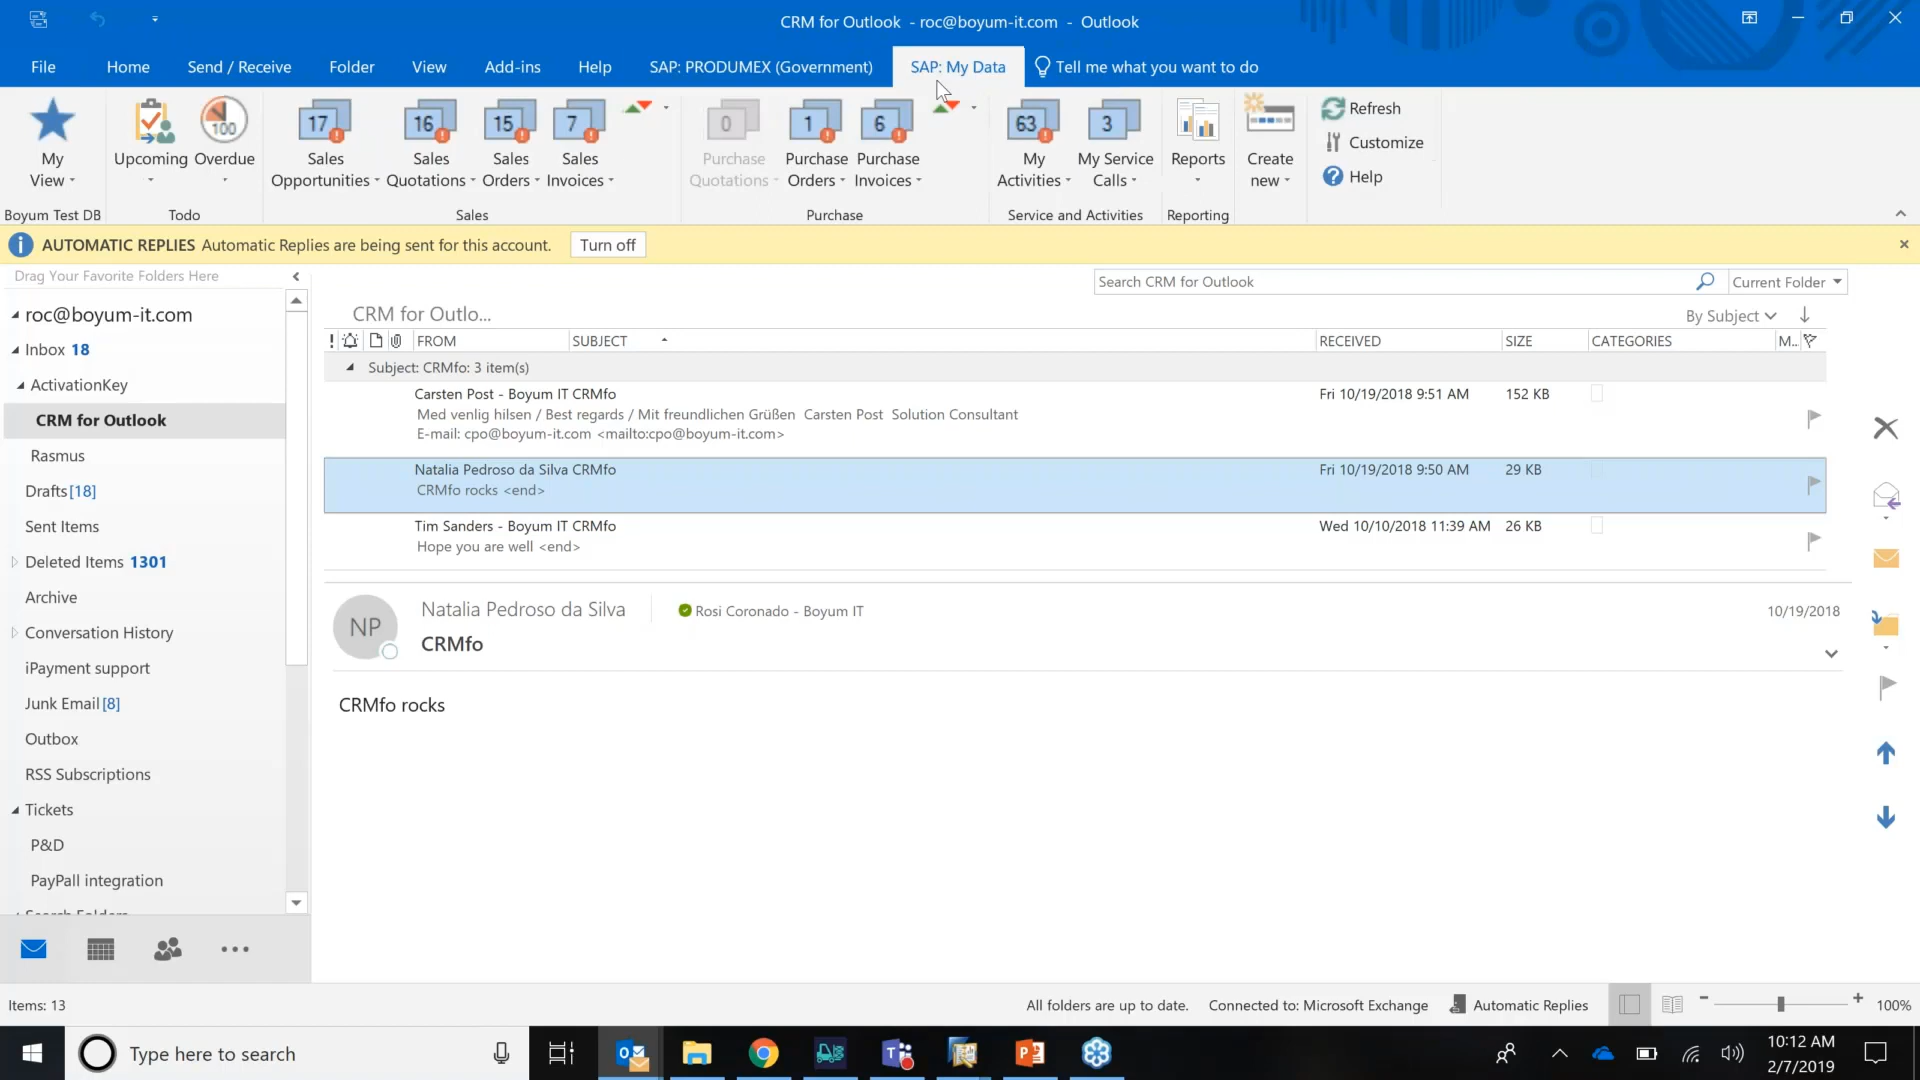 CRM for Outlook - roc@boyum-it.com - Outlook
File Home Send / Receive Folder View Add-ins Help SAP: PRODUMEX (Government) SAP: My Data Tell me what you want to do
My View
Boyum Test DB
Upcoming
100
Overdue
Todo
17
Sales Opportunities
16
Sales Quotations
15
Sales Orders
7
Sales Invoices
Sales
0
Purchase Quotations
1
Purchase Orders
6
Purchase Invoices
Purchase
63
My Activities
3
My Service Calls
Service and Activities
Reports
Reporting
Create new
Refresh
Customize
Help
AUTOMATIC REPLIES Automatic Replies are being sent for this account. Turn off
Drag Your Favorite Folders Here
roc@boyum-it.com
Inbox 18
ActivationKey
CRM for Outlook
Rasmus
Drafts [18]
Sent Items
Deleted Items 1301
Archive
Conversation History
iPayment support
Junk Email [8]
Outbox
RSS Subscriptions
Tickets
P&D
PayPall integration
Search CRM for Outlook Current Folder
CRM for Outlo...
By Subject
! FROM SUBJECT RECEIVED SIZE CATEGORIES M...
Subject: CRMfo: 3 item(s)
Carsten Post - Boyum IT CRMfo Fri 10/19/2018 9:51 AM 152 KB
Med venlig hilsen / Best regards / Mit freundlichen Grüßen Carsten Post Solution Consultant
E-mail: cpo@boyum-it.com <mailto:cpo@boyum-it.com>
Natalia Pedroso da Silva CRMfo Fri 10/19/2018 9:50 AM 29 KB
CRMfo rocks <end>
Tim Sanders - Boyum IT CRMfo Wed 10/10/2018 11:39 AM 26 KB
Hope you are well <end>
NP
Natalia Pedroso da Silva Rosi Coronado - Boyum IT 10/19/2018
CRMfo
CRMfo rocks
Items: 13 All folders are up to date. Connected to: Microsoft Exchange Automatic Replies 100%
Type here to search
10:12 AM
2/7/2019